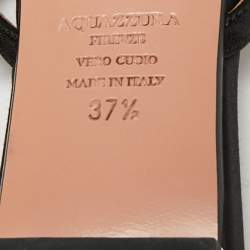 AQUAZZURA
FIRENZE
VERO CUOIO
MADE IN ITALY
37½